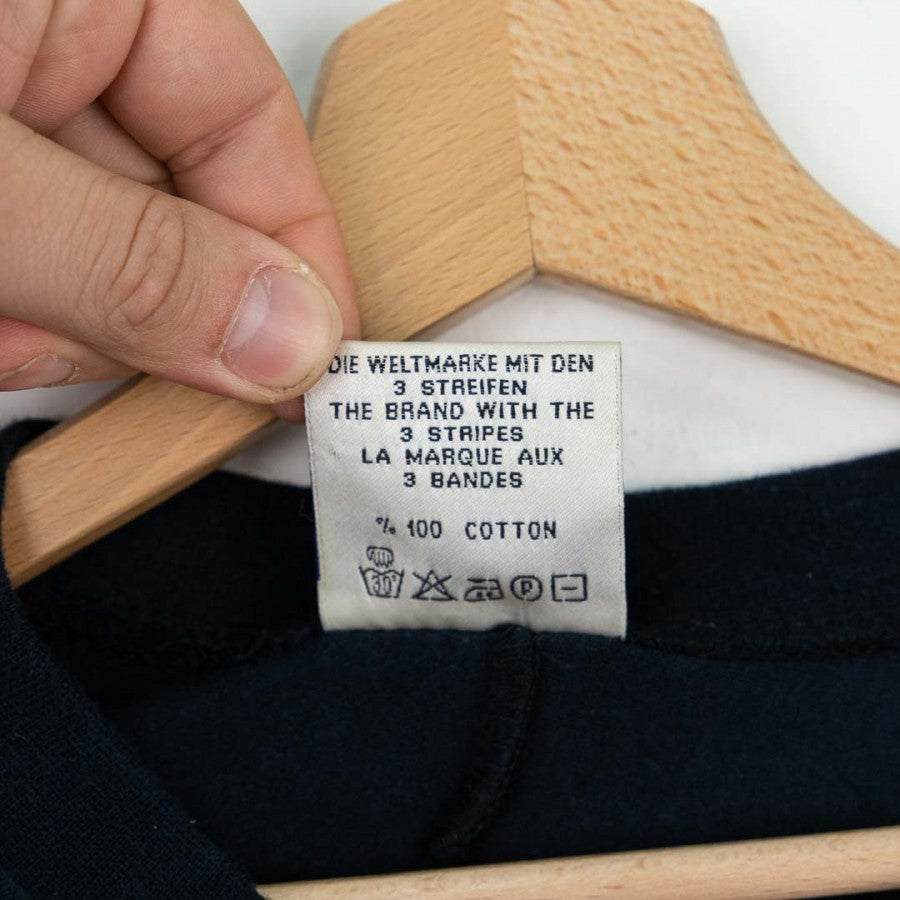 DIE WELTMARKE MIT DEN
3 STREIFEN
THE BRAND WITH THE
3 STRIPES
LA MARQUE AUX
3 BANDES
% 100 COTTON
30° P